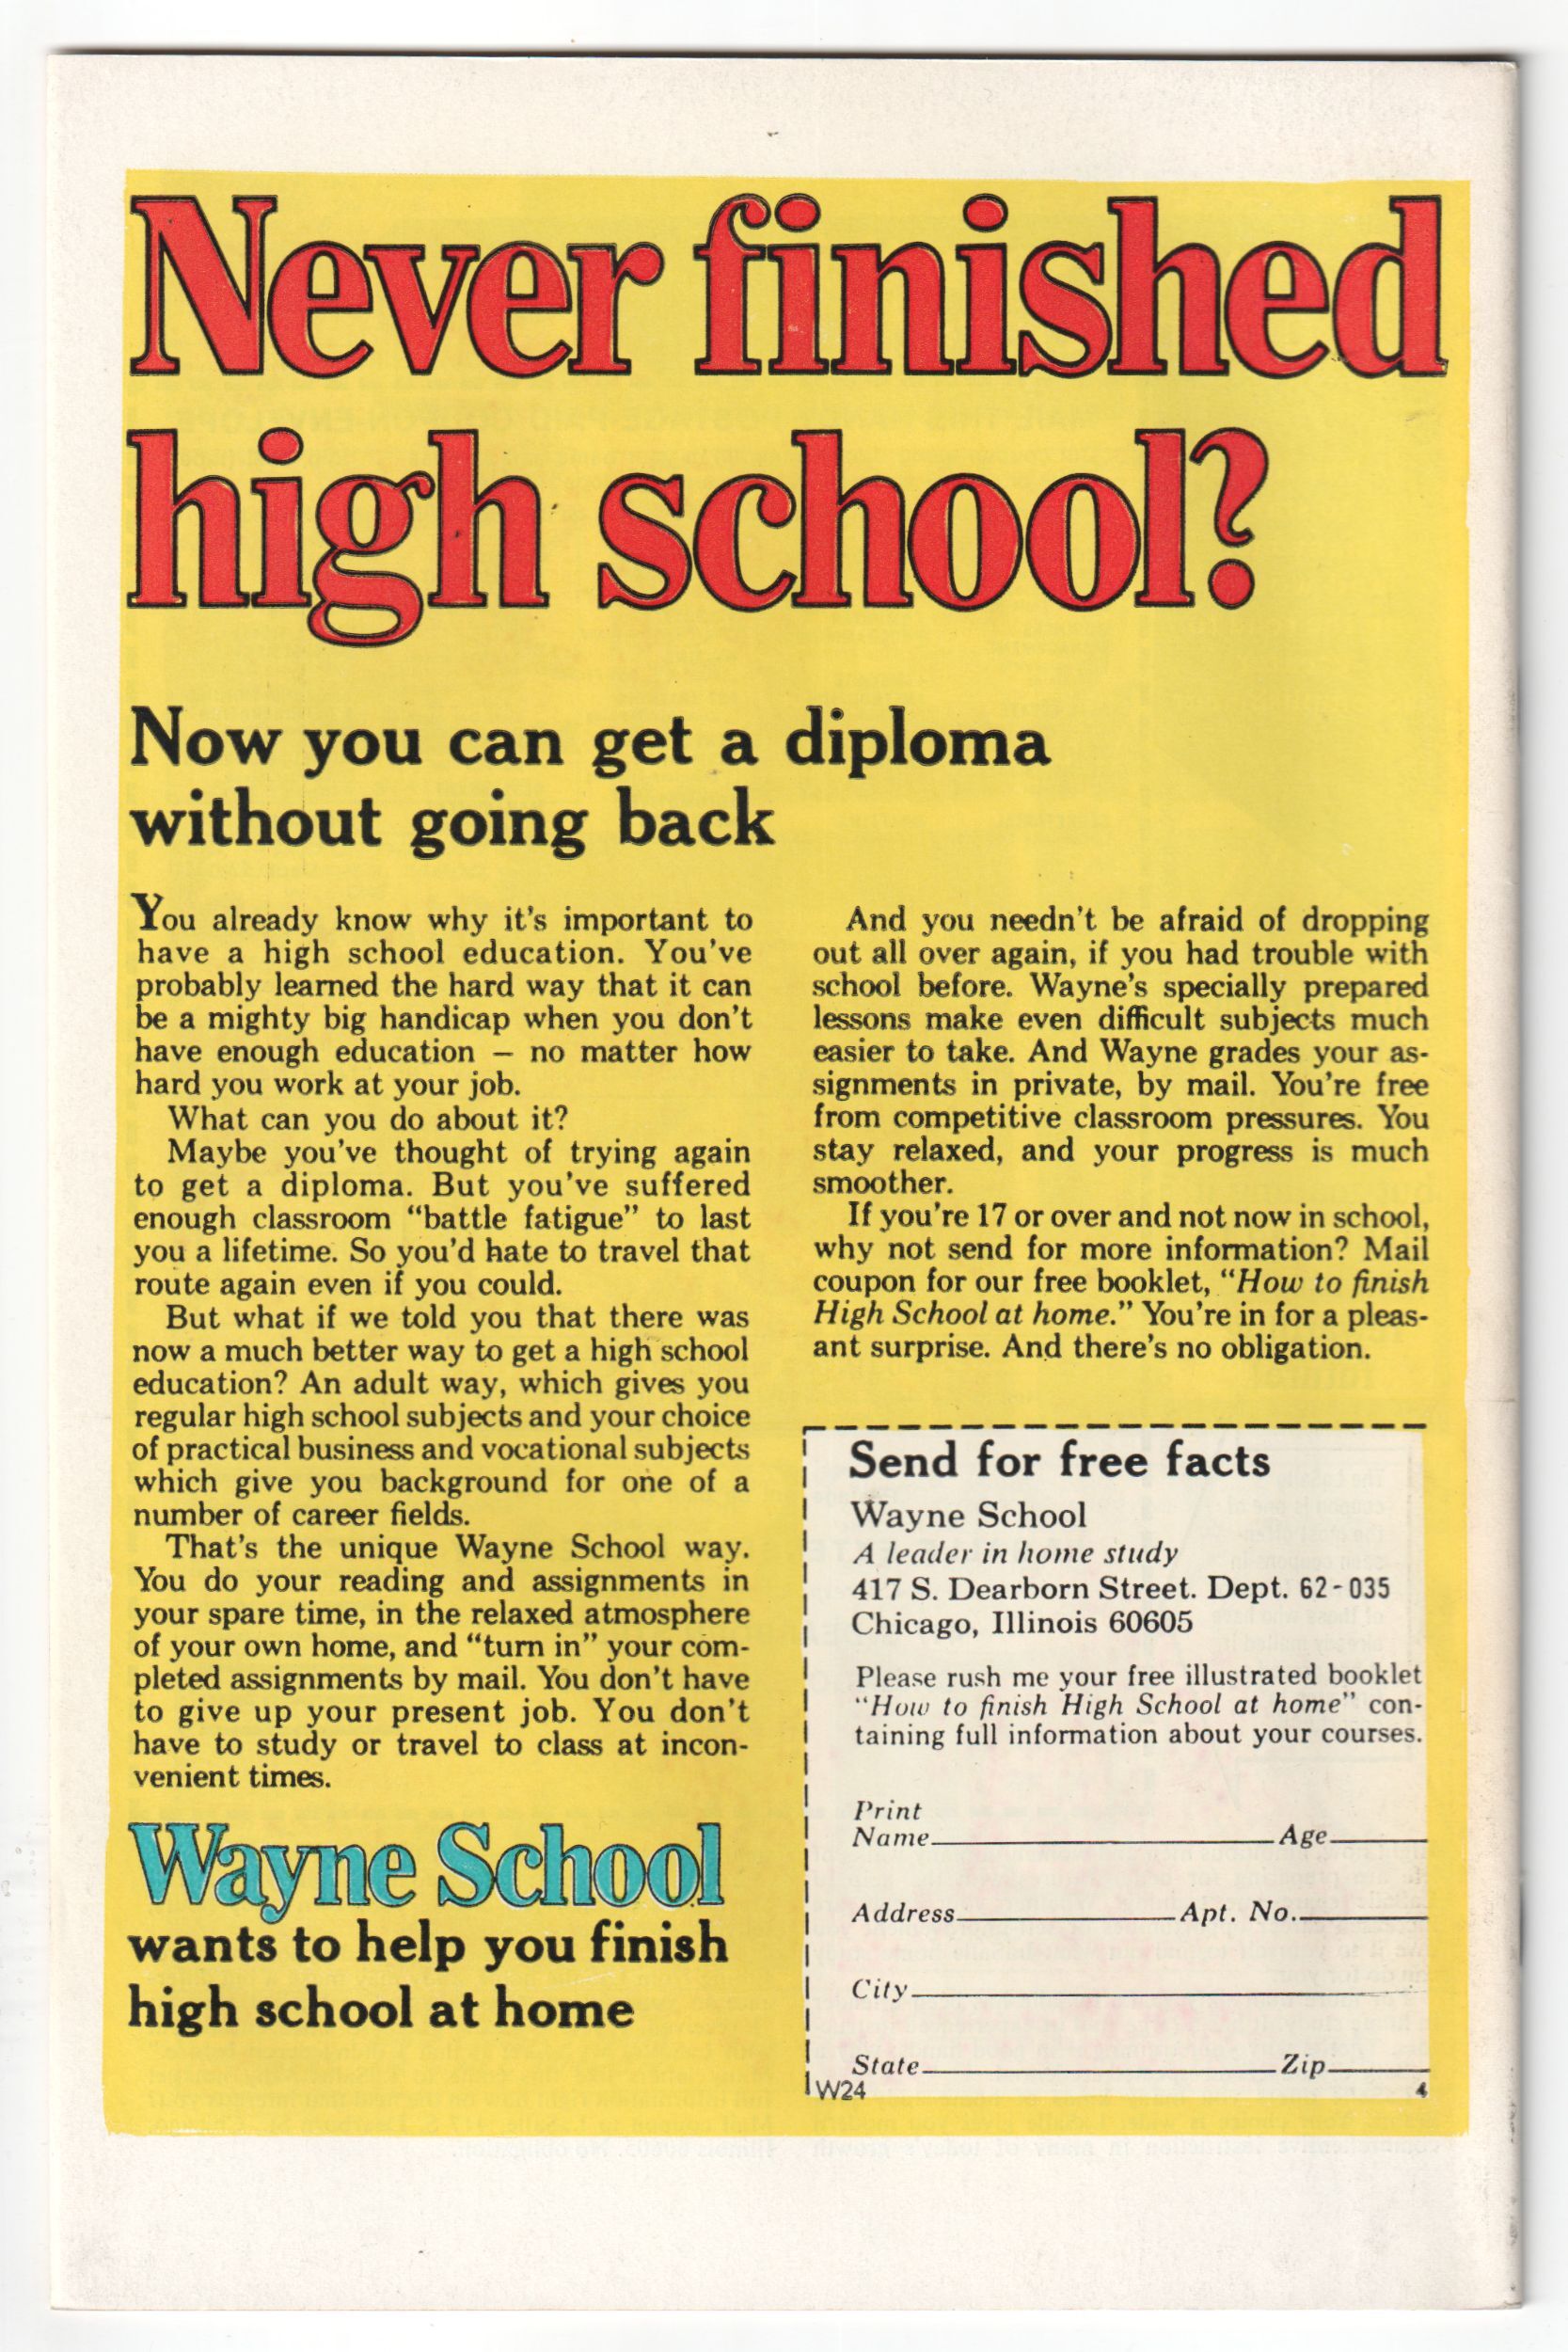 Never finished
high school?
Now you can get a diploma
without going back
You already know why it's important to
have a high school education. You've
probably learned the hard way that it can
be a mighty big handicap when you don't
have enough education – no matter how
hard you work at your job.
What can you do about it?
Maybe you've thought of trying again
to get a diploma. But you've suffered
enough classroom "battle fatigue" to last
you a lifetime. So you'd hate to travel that
route again even if you could.
But what if we told you that there was
now a much better way to get a high school
education? An adult way, which gives you
regular high school subjects and your choice
of practical business and vocational subjects
which give you background for one of a
number of career fields.
That's the unique Wayne School way.
You do your reading and assignments in
your spare time, in the relaxed atmosphere
of your own home, and "turn in" your com-
pleted assignments by mail. You don't have
to give up your present job. You don't
have to study or travel to class at incon-
venient times.
Wayne School
wants to help you finish
high school at home
And you needn't be afraid of dropping
out all over again, if you had trouble with
school before. Wayne's specially prepared
lessons make even difficult subjects much
easier to take. And Wayne grades your as-
signments in private, by mail. You're free
from competitive classroom pressures. You
stay relaxed, and your progress is much
smoother.
If you're 17 or over and not now in school,
why not send for more information? Mail
coupon for our free booklet, "How to finish
High School at home." You're in for a pleas-
ant surprise. And there's no obligation.
Send for free facts
Wayne School
A leader in home study
417 S. Dearborn Street. Dept. 62-035
Chicago, Illinois 60605
Please rush me your free illustrated booklet
"How to finish High School at home" con-
taining full information about your courses.
Print
Name Age
Address Apt. No.
City
State Zip
W24 4